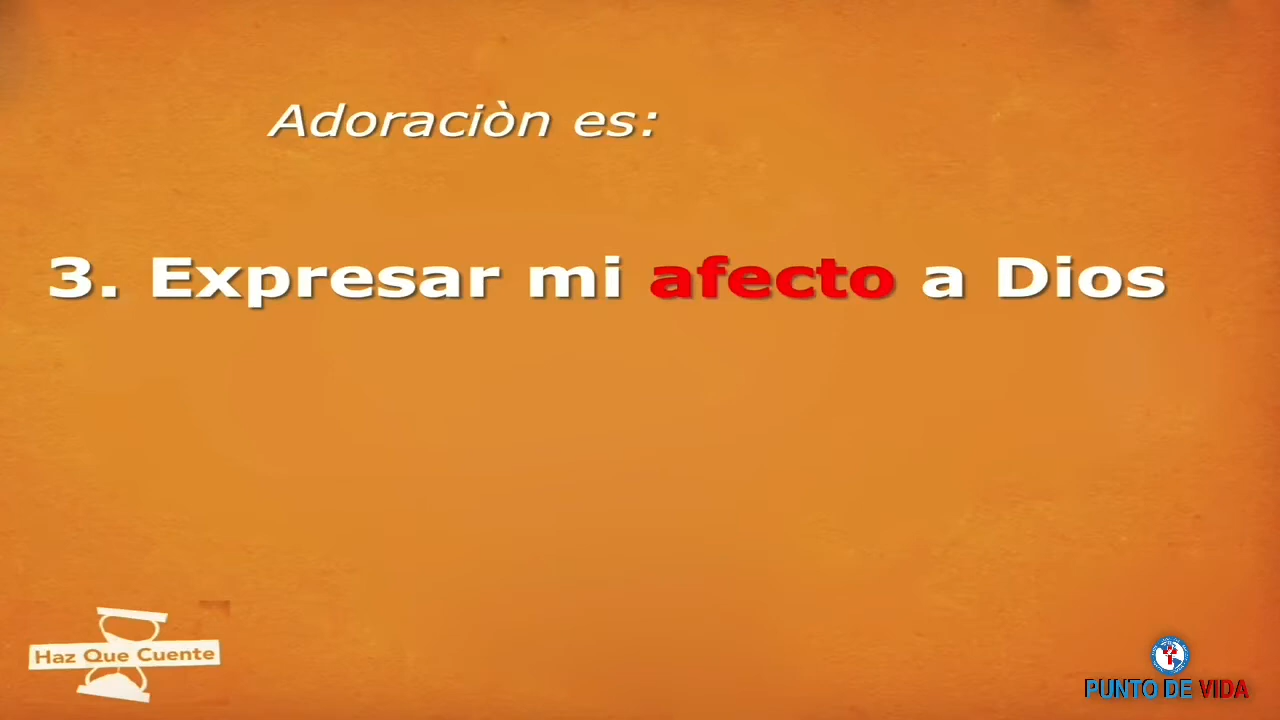 Adoraciòn es:
3. Expresar mi afecto a Dios
Haz Que Cuente
PUNTO DE VIDA